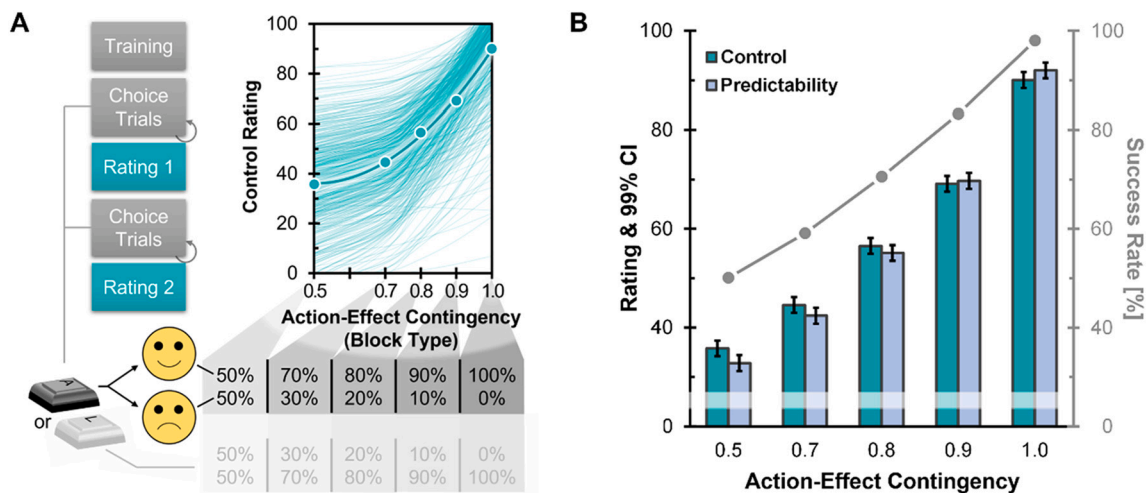 A
Training
Choice
Trials
Rating 1
Choice
Trials
Rating 2
Control Rating
100
80
60
40
20
0
0.5 0.7 0.8 0.9 1.0
Action-Effect Contingency
(Block Type)
50% 70% 80% 90% 100%
50% 30% 20% 10% 0%
A
or
L
50% 30% 20% 10% 0%
50% 70% 80% 90% 100%
B
Control
Predictability
Rating & 99% CI
100
80
60
40
0
Success Rate [%]
100
80
60
40
0
0.5 0.7 0.8 0.9 1.0
Action-Effect Contingency